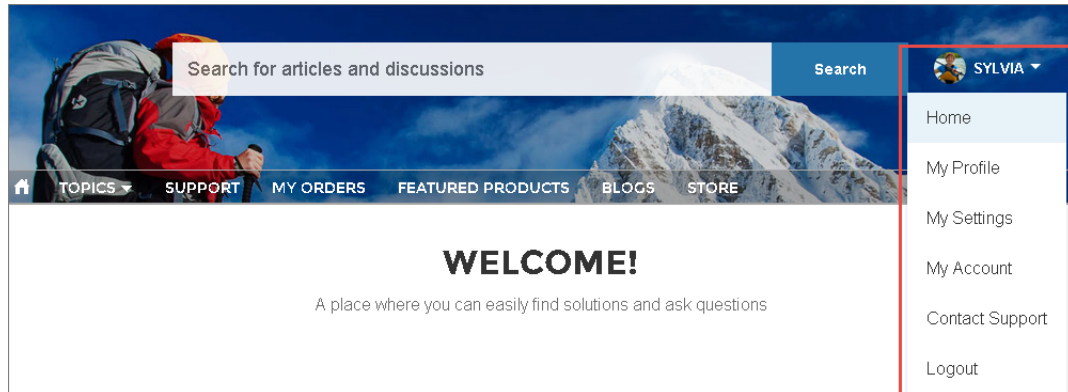 Search for articles and discussions
Search
SYLVIA
Home
My Profile
My Settings
My Account
Contact Support
Logout
TOPICS SUPPORT MY ORDERS FEATURED PRODUCTS BLOGS STORE
WELCOME!
A place where you can easily find solutions and ask questions